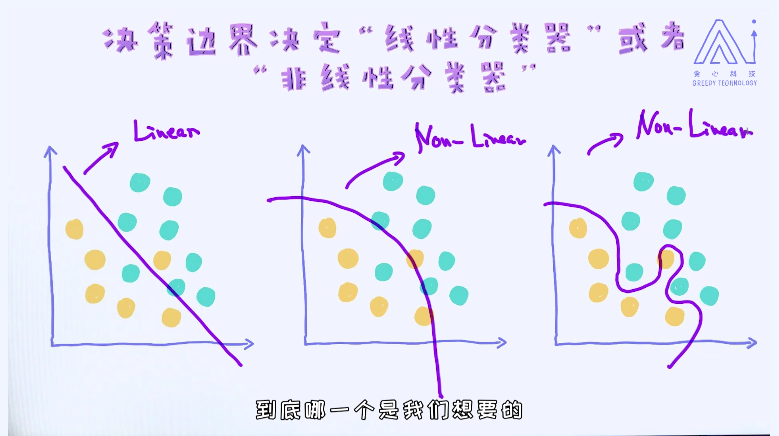 决策边界决定“线性分类器”或者
“非线性分类器”
贪心科技
GREEDY TECHNOLOGY
Linear
Non-Linear
Non-Linear
到底哪一个是我们想要的